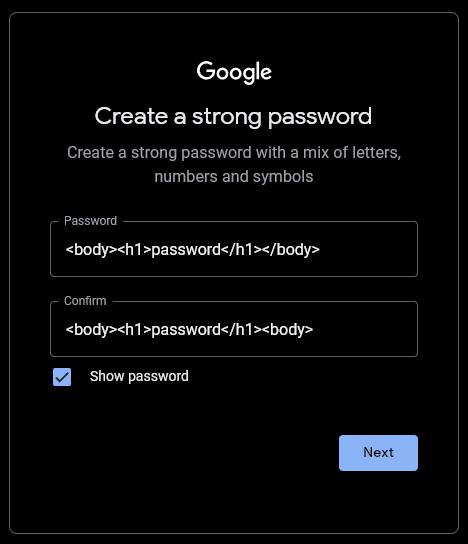 Google
Create a strong password
Create a strong password with a mix of letters,
numbers and symbols
Password
<body><h1>password</h1></body>
Confirm
<body><h1>password</h1><body>
Show password
Next